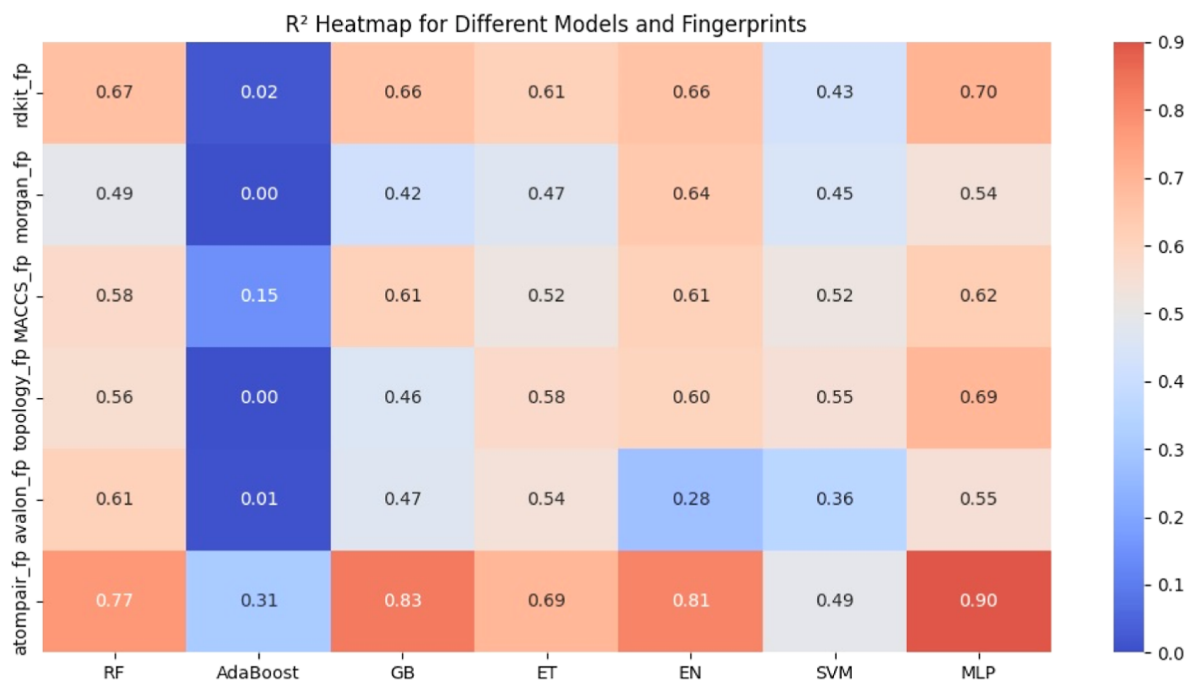 R² Heatmap for Different Models and Fingerprints
rdkit_fp 0.67 0.02 0.66 0.61 0.66 0.43 0.70
morgan_fp 0.49 0.00 0.42 0.47 0.64 0.45 0.54
MACCS_fp 0.58 0.15 0.61 0.52 0.61 0.52 0.62
topology_fp 0.56 0.00 0.46 0.58 0.60 0.55 0.69
avalon_fp 0.61 0.01 0.47 0.54 0.28 0.36 0.55
atompair_fp 0.77 0.31 0.83 0.69 0.81 0.49 0.90
RF AdaBoost GB ET EN SVM MLP
0.9
0.8
0.7
0.6
0.5
0.4
0.3
0.2
0.1
0.0